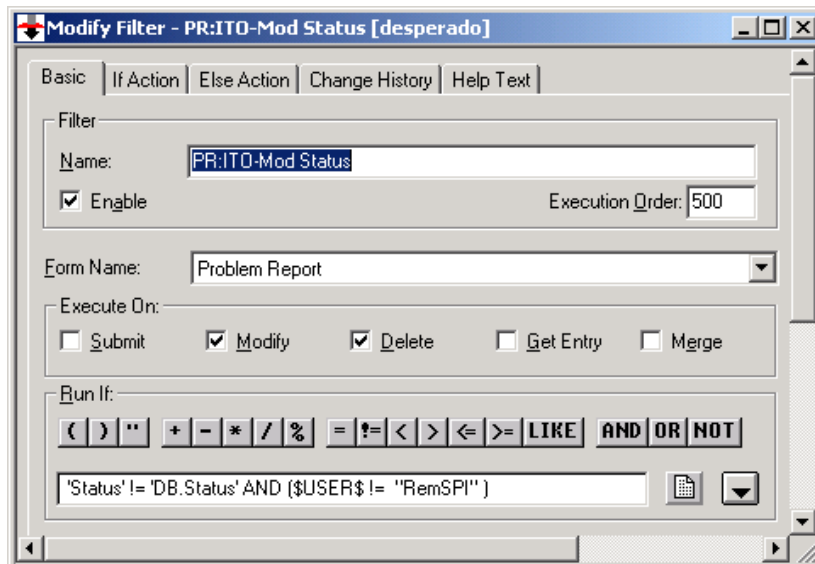 Modify Filter - PR:ITO-Mod Status [desperado]
Basic If Action Else Action Change History Help Text
Filter
Name: PR:ITO-Mod Status
Enable Execution Order: 500
Form Name: Problem Report
Execute On:
Submit Modify Delete Get Entry Merge
Run If:
( ) " + - * / % = != < > <= >= LIKE AND OR NOT
'Status' != 'DB.Status' AND ($USER$ != "RemSPI" )